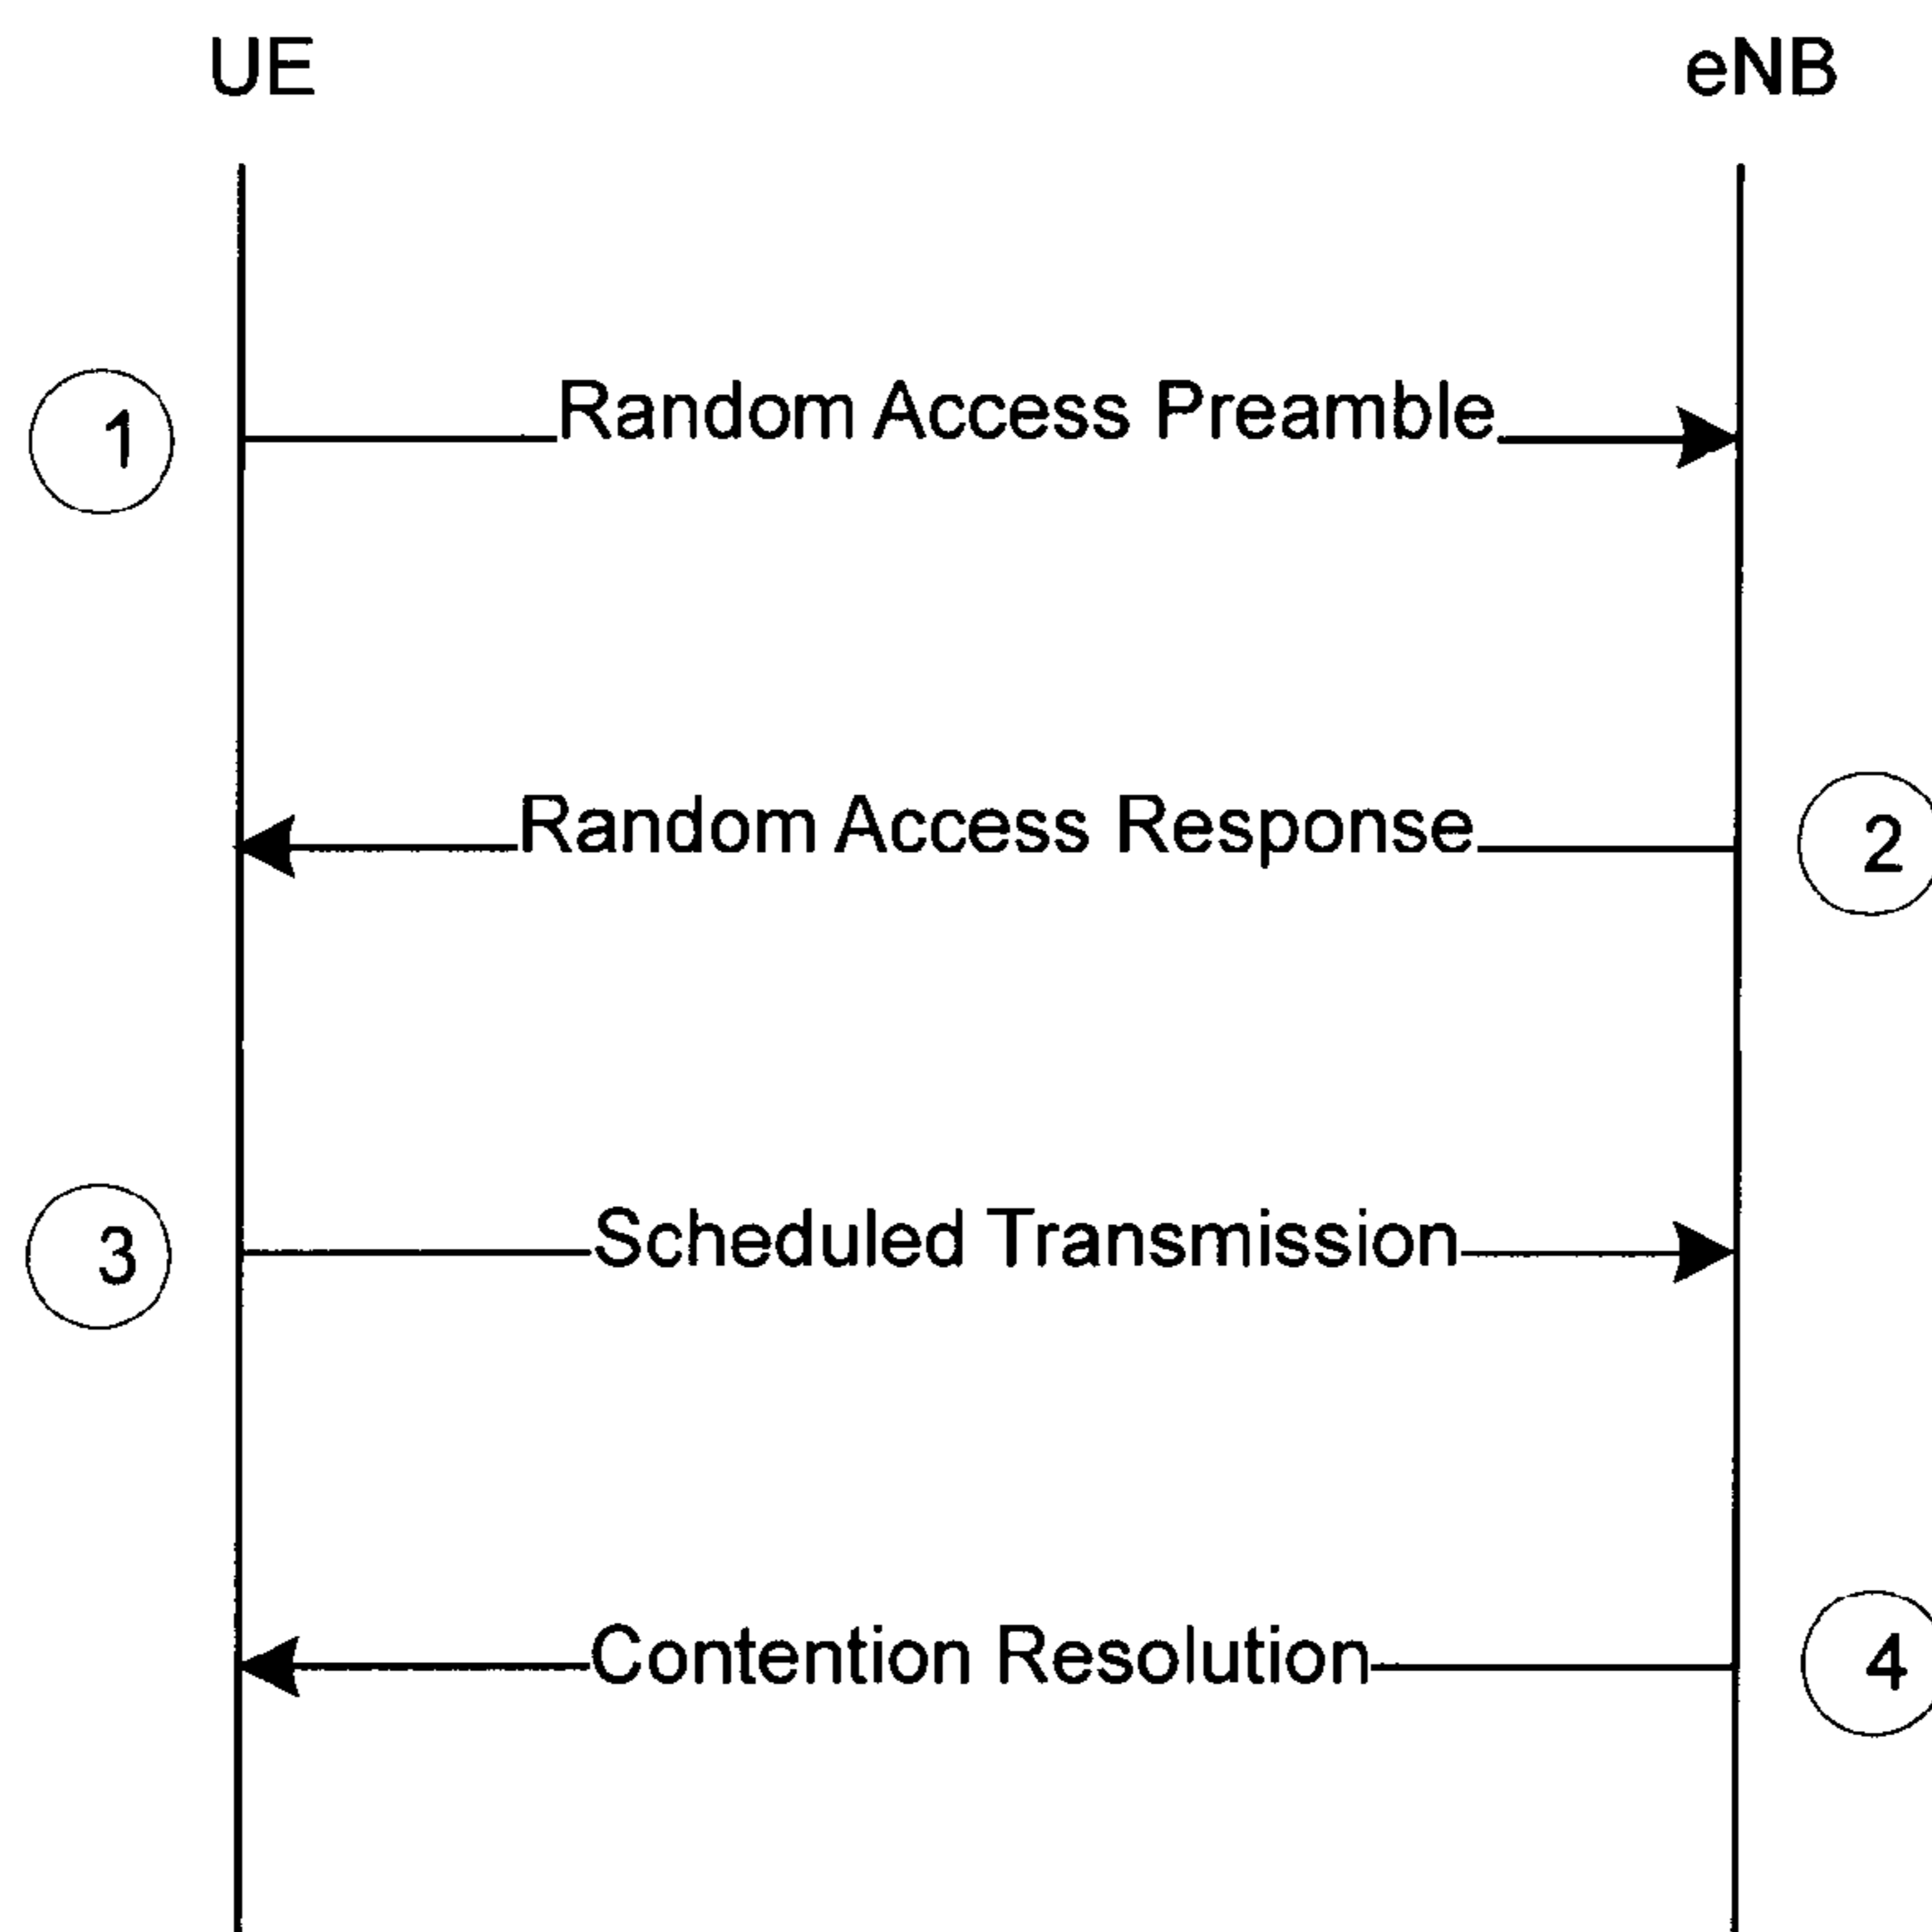 UE
eNB
1
Random Access Preamble
Random Access Response
2
3
Scheduled Transmission
Contention Resolution
4